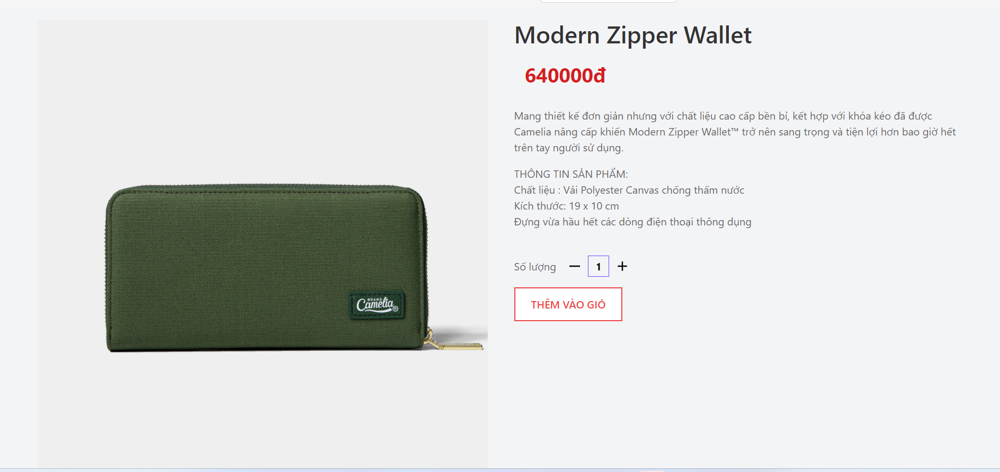 Modern Zipper Wallet
640000đ
Mang thiết kế đơn giản nhưng với chất liệu cao cấp bền bỉ, kết hợp với khóa kéo đã được
Camelia nâng cấp khiến Modern Zipper Wallet™ trở nên sang trọng và tiện lợi hơn bao giờ hết
trên tay người sử dụng.
THÔNG TIN SẢN PHẨM:
Chất liệu : Vải Polyester Canvas chống thấm nước
Kích thước: 19 x 10 cm
Đựng vừa hầu hết các dòng điện thoại thông dụng
Số lượng — 1 +
THÊM VÀO GIỎ
BRAND
Camelia®